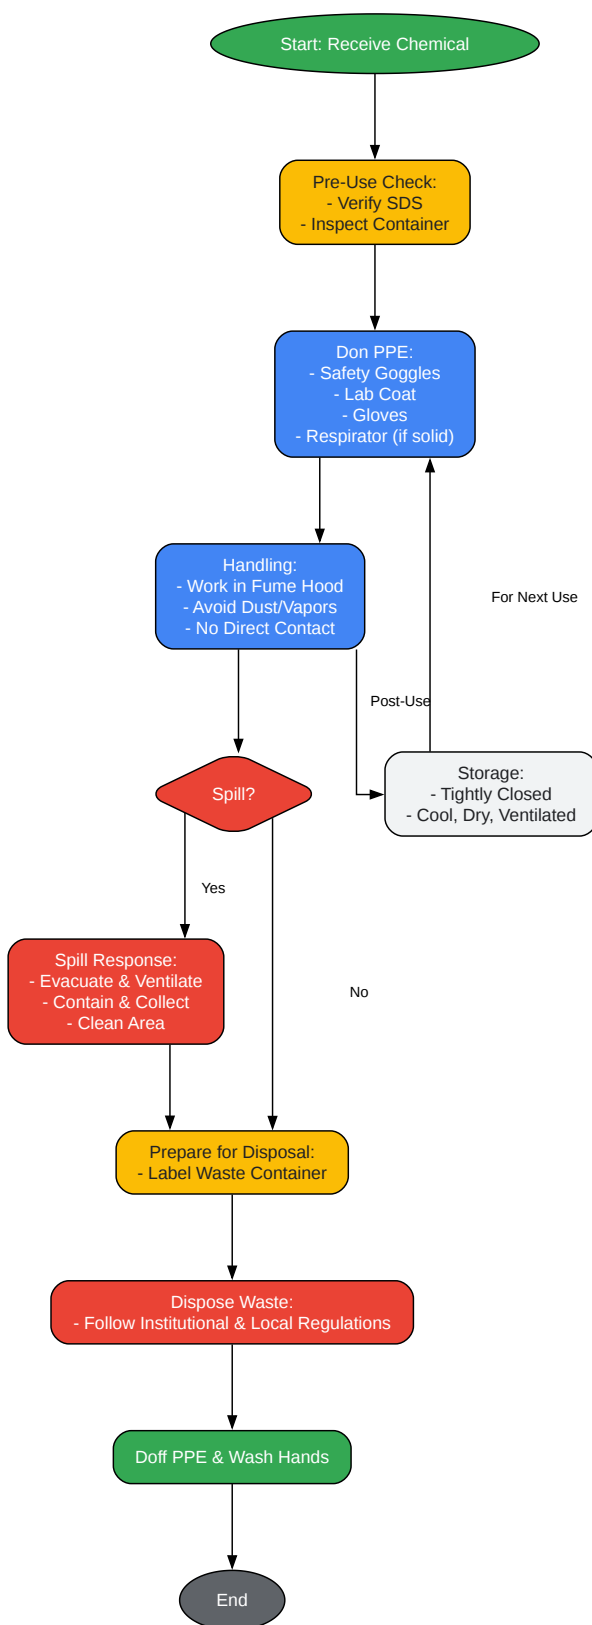 Start: Receive Chemical
Pre-Use Check:
- Verify SDS
- Inspect Container
Don PPE:
- Safety Goggles
- Lab Coat
- Gloves
- Respirator (if solid)
Handling:
- Work in Fume Hood
- Avoid Dust/Vapors
- No Direct Contact
For Next Use
Post-Use
Storage:
- Tightly Closed
- Cool, Dry, Ventilated
Spill?
Yes
Spill Response:
- Evacuate & Ventilate
- Contain & Collect
- Clean Area
No
Prepare for Disposal:
- Label Waste Container
Dispose Waste:
- Follow Institutional & Local Regulations
Doff PPE & Wash Hands
End